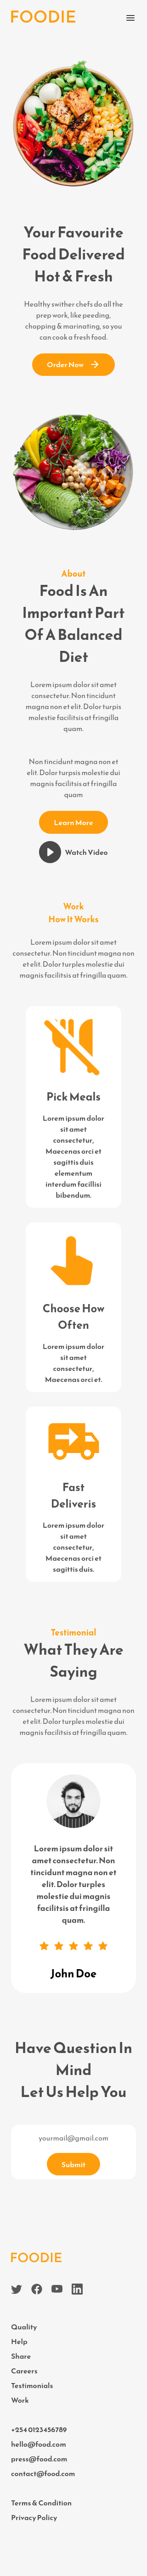 FOODIE
Your Favourite
Food Delivered
Hot & Fresh
Healthy swither chefs do all the
prep work, like peeding,
chopping & marinating, so you
can cook a fresh food.
Order Now
About
Food Is An
Important Part
Of A Balanced
Diet
Lorem ipsum dolor sit amet
consectetur. Non tincidunt
magna non et elit. Dolor turpis
molestie facilitsis at fringilla
quam.
Non tincidunt magna non et
elit. Dolor turpis molestie dui
magnis facilitsis at fringilla
quam
Learn More
Watch Video
Work
How It Works
Lorem ipsum dolor sit amet
consectetur. Non tincidunt magna non
et elit. Dolor turples molestie dui
magnis facilitsis at fringilla quam.
Pick Meals
Lorem ipsum dolor
sit amet
consectetur,
Maecenas orci et
sagittis duis
elementum
interdum facillisi
bibendum.
Choose How
Often
Lorem ipsum dolor
sit amet
consectetur,
Maecenas orci et.
Fast
Deliveris
Lorem ipsum dolor
sit amet
consectetur,
Maecenas orci et
sagittis duis.
Testimonial
What They Are
Saying
Lorem ipsum dolor sit amet
consectetur. Non tincidunt magna non
et elit. Dolor turples molestie dui
magnis facilitsis at fringilla quam.
Lorem ipsum dolor sit
amet consectetur. Non
tincidunt magna non et
elit. Dolor turples
molestie dui magnis
facilitsis at fringilla
quam.
John Doe
Have Question In
Mind
Let Us Help You
yourmail@gmail.com
Submit
FOODIE
Quality
Help
Share
Careers
Testimonials
Work
+254 0123456789
hello@food.com
press@food.com
contact@food.com
Terms & Condition
Privacy Policy